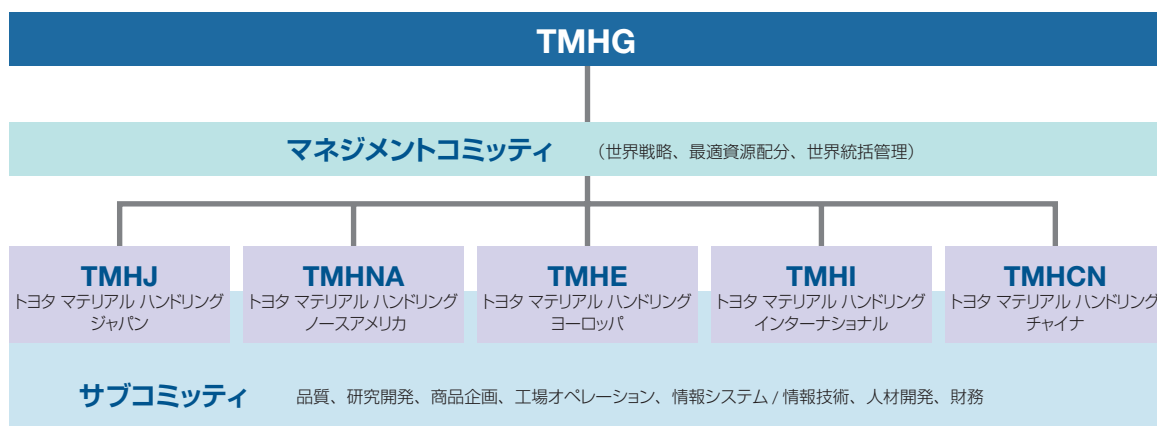 TMHG
マネジメントコミッティ （世界戦略、最適資源配分、世界統括管理）
TMHJ
トヨタ マテリアル ハンドリング
ジャパン
TMHNA
トヨタ マテリアル ハンドリング
ノースアメリカ
TMHE
トヨタ マテリアル ハンドリング
ヨーロッパ
TMHI
トヨタ マテリアル ハンドリング
インターナショナル
TMHCN
トヨタ マテリアル ハンドリング
チャイナ
サブコミッティ 品質、研究開発、商品企画、工場オペレーション、情報システム / 情報技術、人材開発、財務